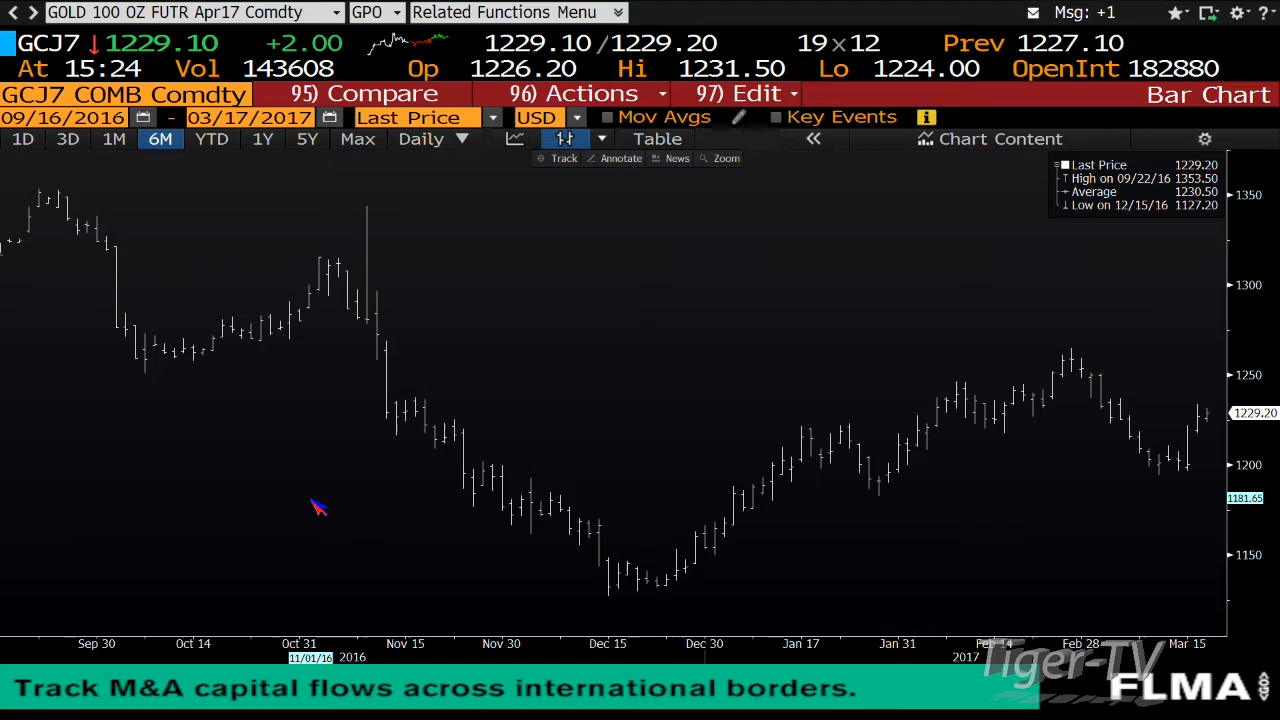 GOLD 100 OZ FUTR Apr17 Comdty GPO Related Functions Menu Msg: +1 ?
GCJ7 1229.10 +2.00 1229.10/1229.20 19x12 Prev 1227.10
At 15:24 Vol 143608 Op 1226.20 Hi 1231.50 Lo 1224.00 OpenInt 182880
GCJ7 COMB Comdty 95) Compare 96) Actions 97) Edit Bar Chart
09/16/2016 - 03/17/2017 Last Price USD Mov Avgs Key Events i
1D 3D 1M 6M YTD 1Y 5Y Max Daily Table Chart Content
Track Annotate News Zoom
Last Price 1229.20
High on 09/22/16 1353.50
Average 1230.50
Low on 12/15/16 1127.20
1350
1300
1250
1229.20
1200
1181.65
1150
Sep 30 Oct 14 Oct 31 Nov 15 Nov 30 Dec 15 Dec 30 Jan 17 Jan 31 Feb 14 Feb 28 Mar 15
11/01/16 2016 2017
Tiger-TV
Track M&A capital flows across international borders. FLMA <GO>